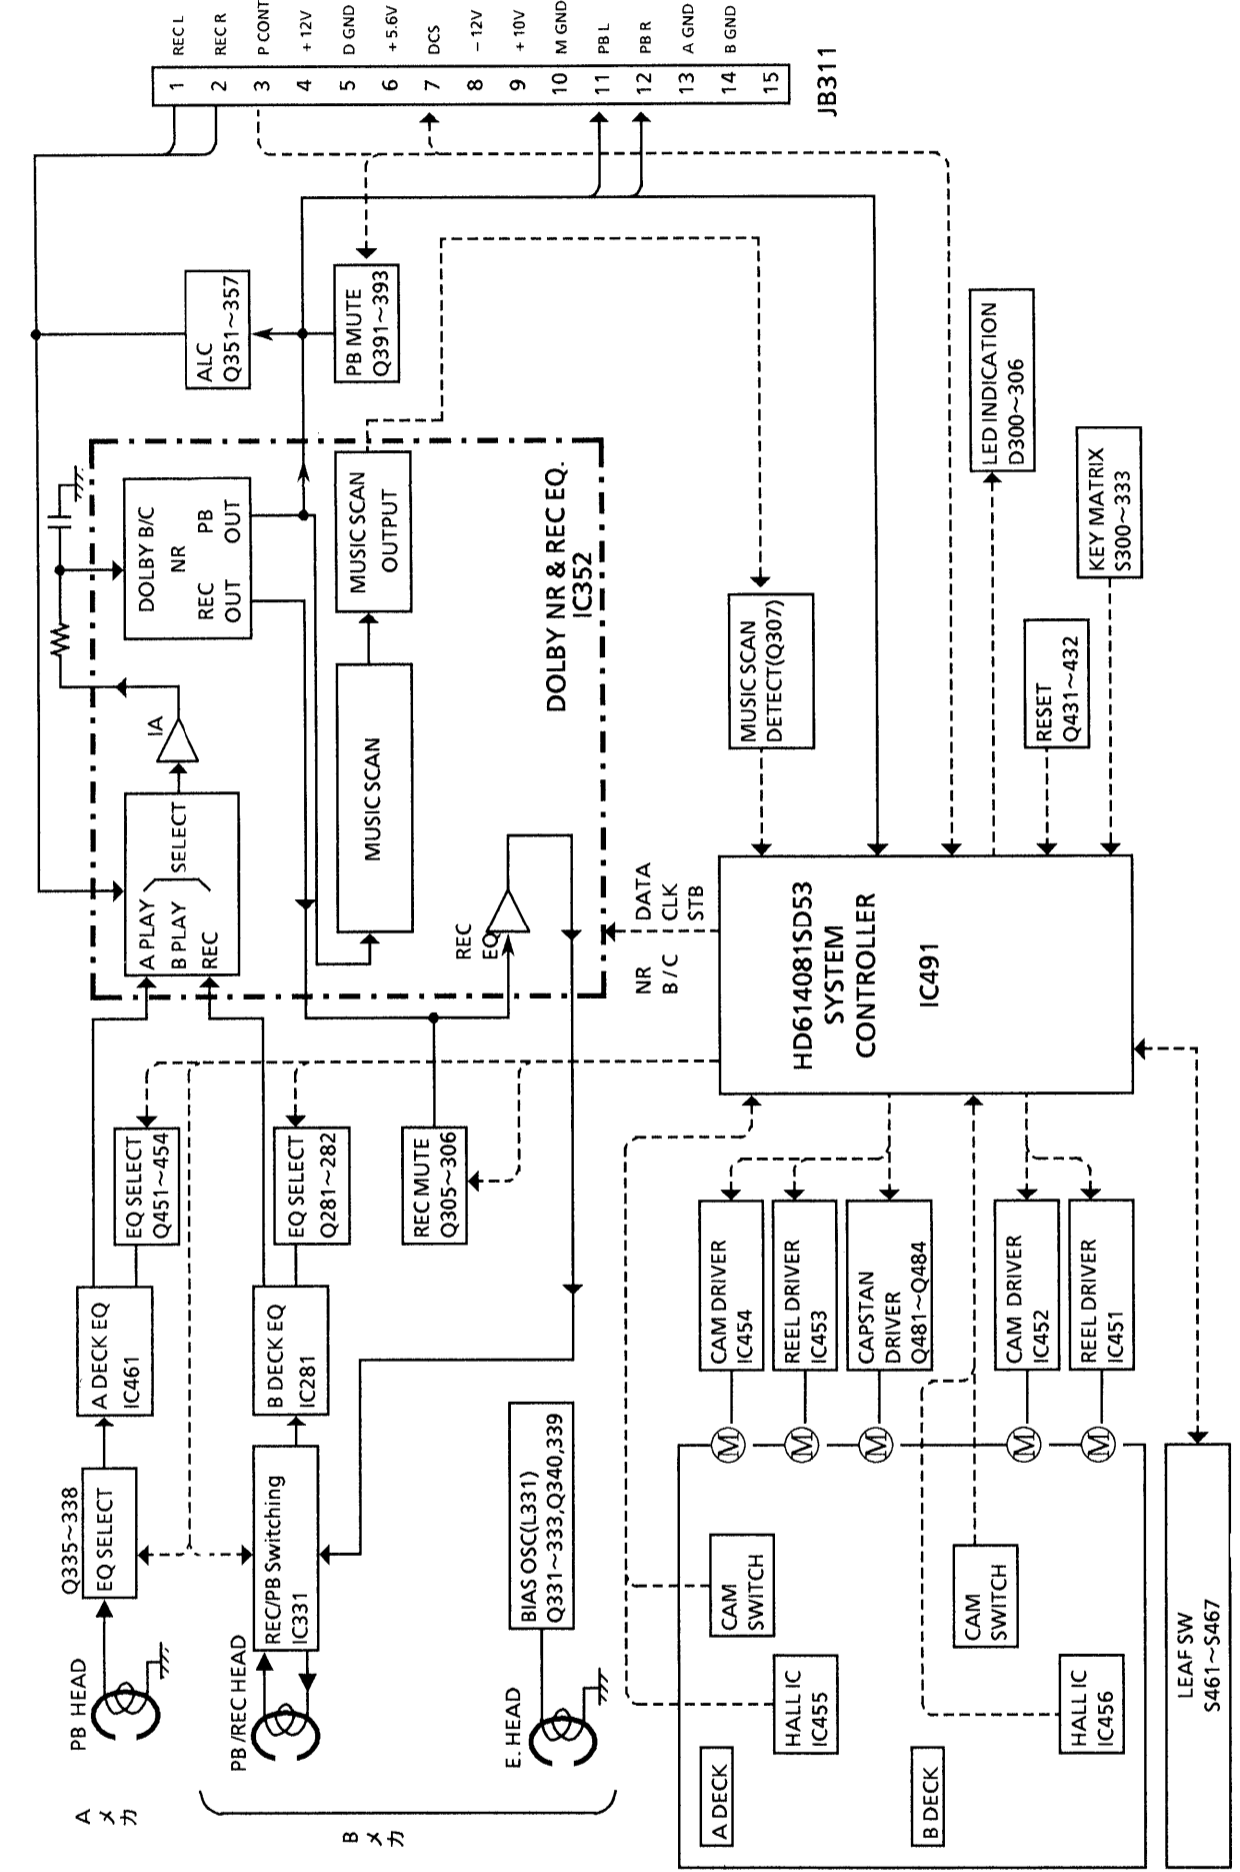 A
メ
カ
PB HEAD
Q335~338
EQ SELECT
A DECK EQ
IC461
EQ SELECT
Q451~454
A PLAY
B PLAY
REC
SELECT
IA
DOLBY B/C
NR
REC
OUT
PB
OUT
ALC
Q351~357
1
REC L
2
REC R
3
P CONT
4
+12V
5
D GND
6
+5.6V
7
DCS
8
-12V
9
+10V
10
M GND
11
PB L
12
PB R
13
A GND
14
B GND
15
JB311
B
メ
カ
PB/REC HEAD
REC/PB Switching
IC331
B DECK EQ
IC281
EQ SELECT
Q281~282
REC MUTE
Q305~306
MUSIC SCAN
MUSIC SCAN
OUTPUT
PB MUTE
Q391~393
REC
EQ
DOLBY NR & REC EQ.
IC352
E. HEAD
BIAS OSC(L331)
Q331~333,Q340,339
NR
B/C
DATA
CLK
STB
MUSIC SCAN
DETECT(Q307)
HD614081SD53
SYSTEM
CONTROLLER
IC491
LED INDICATION
D300~306
RESET
Q431~432
KEY MATRIX
S300~333
CAM DRIVER
IC454
REEL DRIVER
IC453
CAPSTAN
DRIVER
Q481~Q484
CAM DRIVER
IC452
REEL DRIVER
IC451
M
M
M
M
M
A DECK
CAM
SWITCH
HALL IC
IC455
B DECK
CAM
SWITCH
HALL IC
IC456
LEAF SW
S461~S467